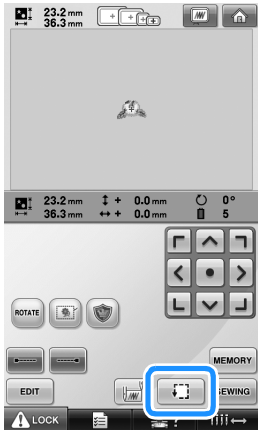 23.2 mm
36.3 mm
23.2 mm + 0.0 mm 0°
36.3 mm + 0.0 mm 5
ROTATE
MEMORY
EDIT SEWING
LOCK ?